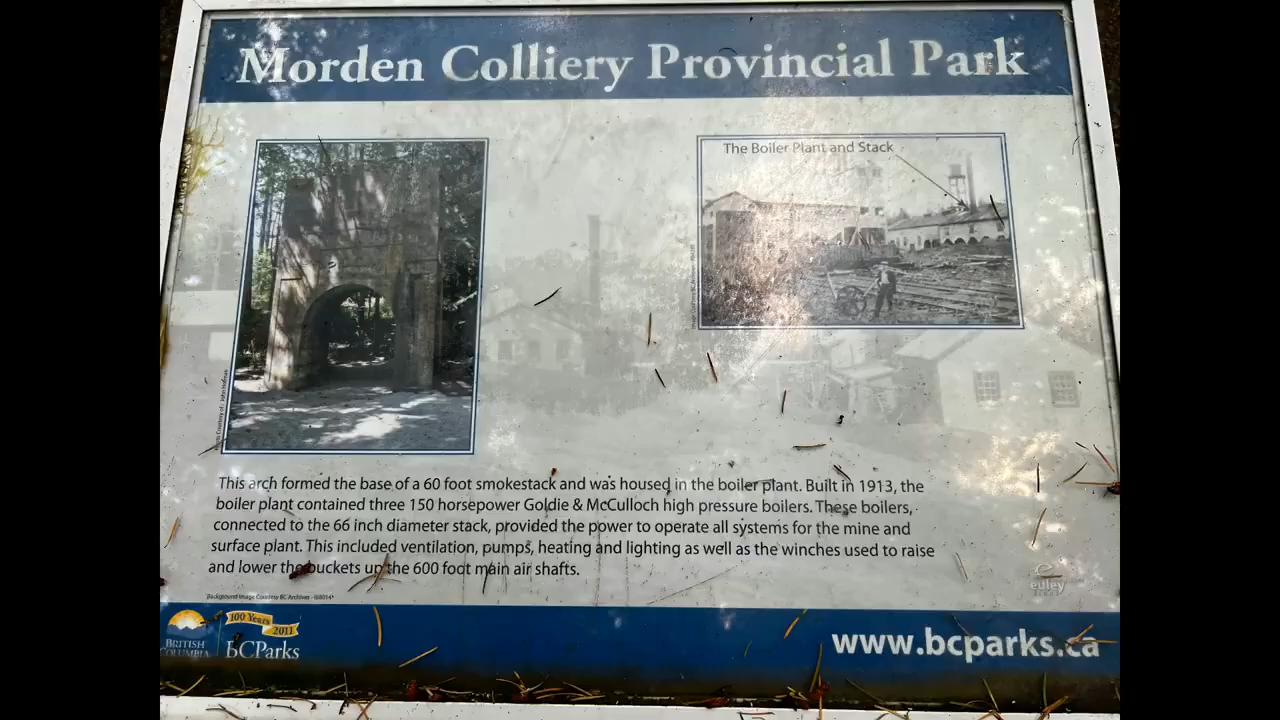 Morden Colliery Provincial Park
The Boiler Plant and Stack
This arch formed the base of a 60 foot smokestack and was housed in the boiler plant. Built in 1913, the
boiler plant contained three 150 horsepower Goldie & McCulloch high pressure boilers. These boilers,
connected to the 66 inch diameter stack, provided the power to operate all systems for the mine and
surface plant. This included ventilation, pumps, heating and lighting as well as the winches used to raise
and lower the buckets up the 600 foot main air shafts.
Background Image Courtesy BC Archives
100 Years
2011
BRITISH
COLUMBIA
BCParks
www.bcparks.ca